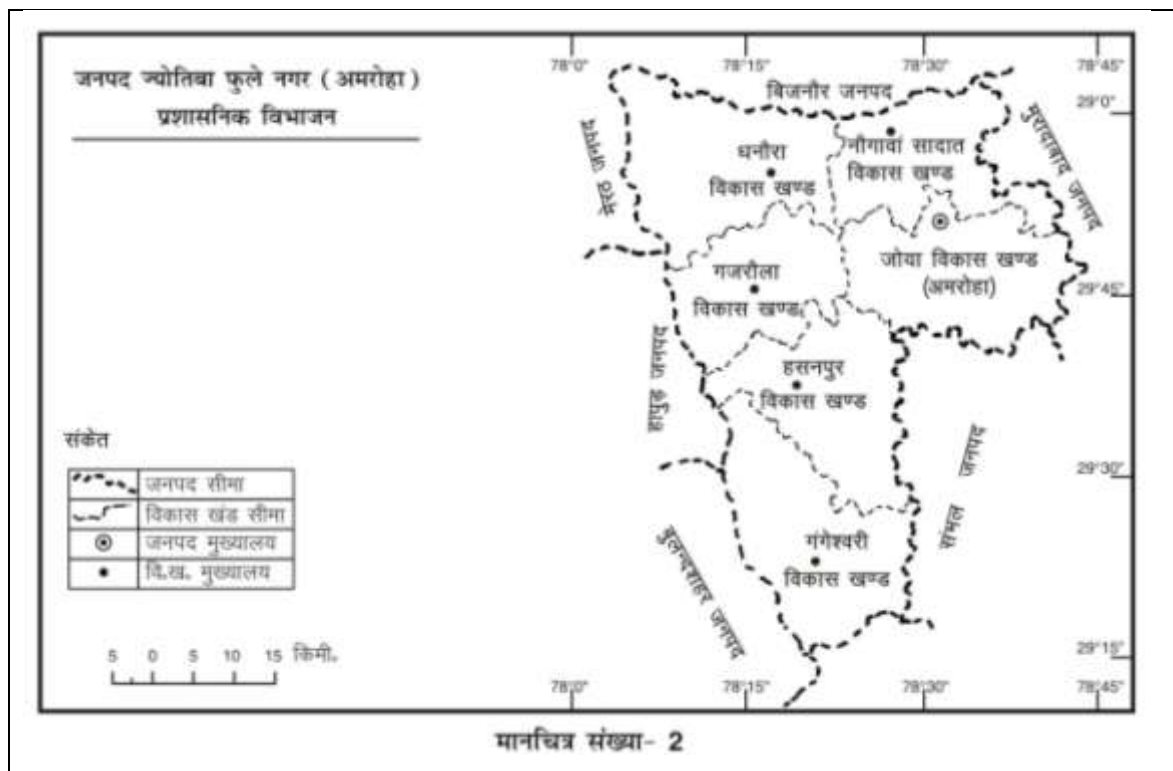 जनपद ज्योतिबा फुले नगर (अमरोहा)
प्रशासनिक विभाजन
78°0" 78°15" 78°30" 78°45"
बिजनौर जनपद
29°0"
मुरादाबाद जनपद
मेरठ जनपद
धनौरा
विकास खण्ड
नौगावां सादात
विकास खण्ड
जोया विकास खण्ड
(अमरोहा)
29°45"
गजरौला
विकास खण्ड
हापुड़ जनपद
हसनपुर
विकास खण्ड
संभल जनपद
29°30"
संकेत
जनपद सीमा
विकास खंड सीमा
जनपद मुख्यालय
वि.ख. मुख्यालय
बुलन्दशहर जनपद
गंगेश्वरी
विकास खण्ड
5 0 5 10 15 किमी.
29°15"
78°0" 78°15" 78°30" 78°45"
मानचित्र संख्या- 2